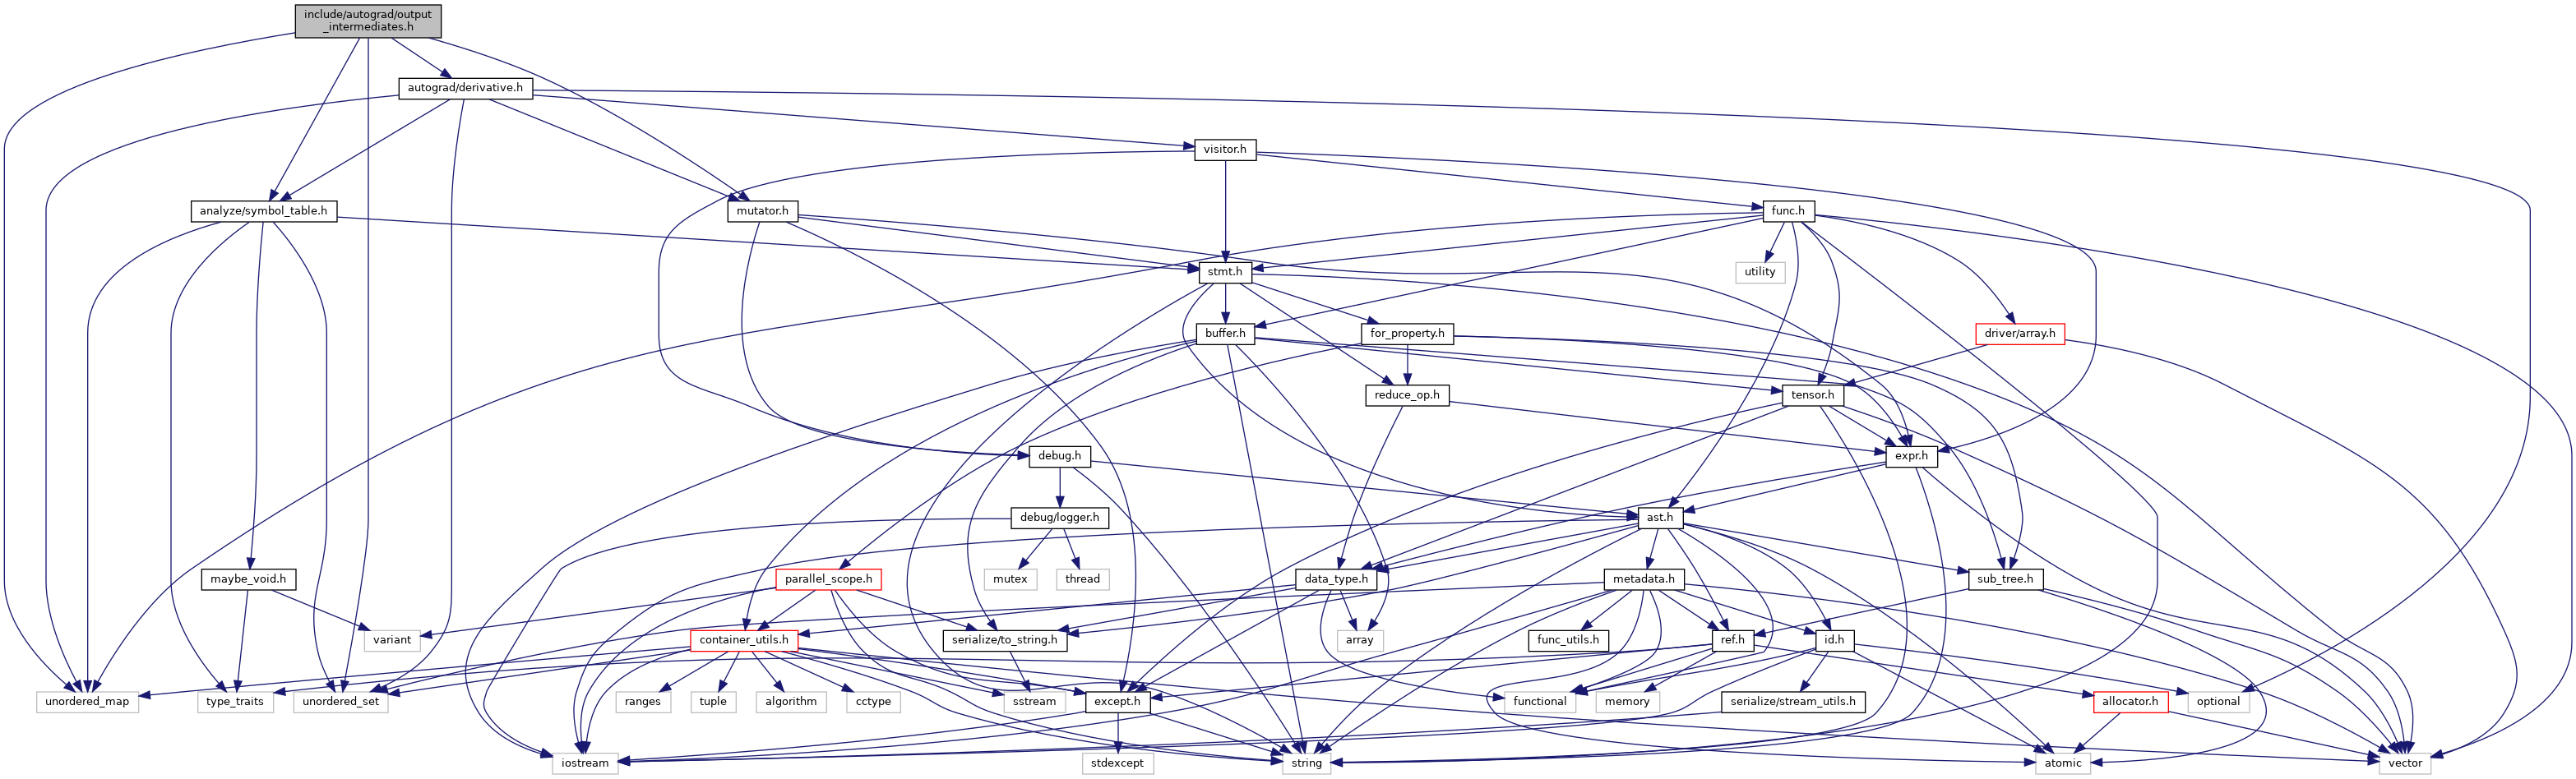 include/autograd/output
_intermediates.h
autograd/derivative.h
visitor.h
analyze/symbol_table.h
mutator.h
func.h
stmt.h
utility
buffer.h
for_property.h
driver/array.h
reduce_op.h
tensor.h
debug.h
expr.h
debug/logger.h
ast.h
maybe_void.h
mutex
thread
parallel_scope.h
data_type.h
metadata.h
sub_tree.h
variant
container_utils.h
serialize/to_string.h
array
func_utils.h
ref.h
id.h
unordered_map
type_traits
unordered_set
ranges
tuple
algorithm
cctype
sstream
except.h
functional
memory
serialize/stream_utils.h
allocator.h
optional
iostream
stdexcept
string
atomic
vector